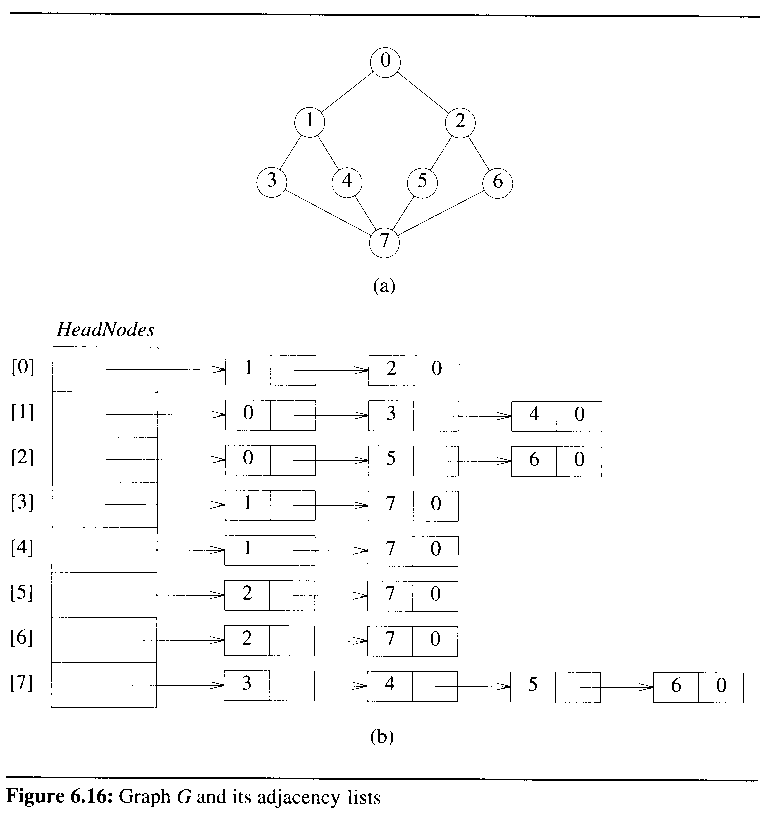 0
1 2
3 4 5 6
7
(a)
HeadNodes
[0] 1 2 0
[1] 0 3 4 0
[2] 0 5 6 0
[3] 1 7 0
[4] 1 7 0
[5] 2 7 0
[6] 2 7 0
[7] 3 4 5 6 0
(b)
Figure 6.16: Graph G and its adjacency lists